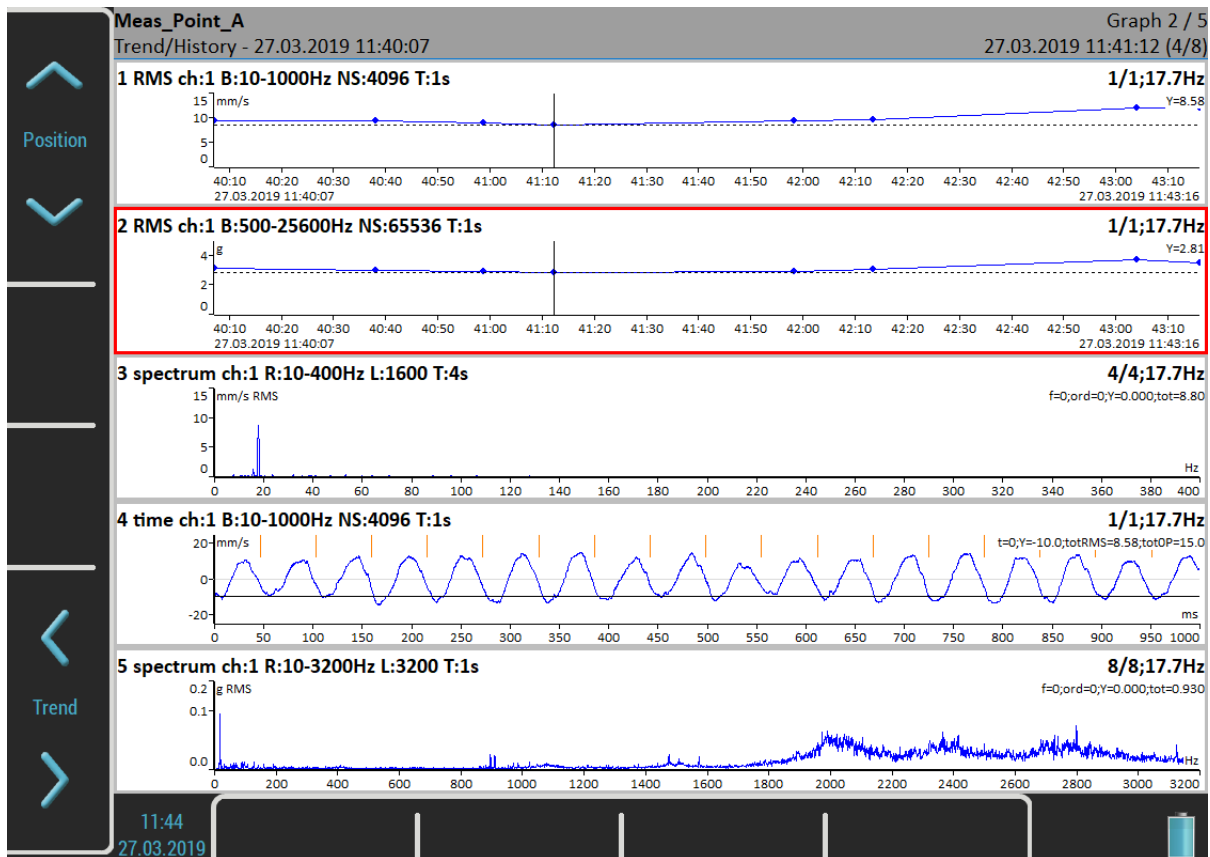 Meas_Point_A Graph 2 / 5
Trend/History - 27.03.2019 11:40:07 27.03.2019 11:41:12 (4/8)
Position
Trend
1 RMS ch:1 B:10-1000Hz NS:4096 T:1s 1/1;17.7Hz
15 mm/s Y=8.58
10
5
0
40:10 40:20 40:30 40:40 40:50 41:00 41:10 41:20 41:30 41:40 41:50 42:00 42:10 42:20 42:30 42:40 42:50 43:00 43:10
27.03.2019 11:40:07 27.03.2019 11:43:16
2 RMS ch:1 B:500-25600Hz NS:65536 T:1s 1/1;17.7Hz
g Y=2.81
4
2
0
40:10 40:20 40:30 40:40 40:50 41:00 41:10 41:20 41:30 41:40 41:50 42:00 42:10 42:20 42:30 42:40 42:50 43:00 43:10
27.03.2019 11:40:07 27.03.2019 11:43:16
3 spectrum ch:1 R:10-400Hz L:1600 T:4s 4/4;17.7Hz
15 mm/s RMS f=0;ord=0;Y=0.000;tot=8.80
10
5
0 Hz
0 20 40 60 80 100 120 140 160 180 200 220 240 260 280 300 320 340 360 380 400
4 time ch:1 B:10-1000Hz NS:4096 T:1s 1/1;17.7Hz
20 mm/s t=0;Y=-10.0;totRMS=8.58;tot0P=15.0
0
-20 ms
0 50 100 150 200 250 300 350 400 450 500 550 600 650 700 750 800 850 900 950 1000
5 spectrum ch:1 R:10-3200Hz L:3200 T:1s 8/8;17.7Hz
0.2 g RMS f=0;ord=0;Y=0.000;tot=0.930
0.1
0.0 Hz
0 200 400 600 800 1000 1200 1400 1600 1800 2000 2200 2400 2600 2800 3000 3200
11:44
27.03.2019